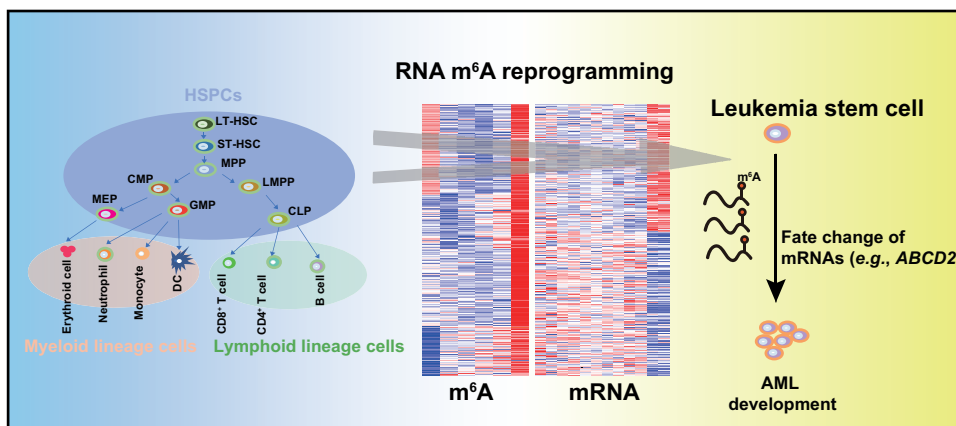 RNA m⁶A reprogramming
HSPCs
LT-HSC
ST-HSC
MPP
CMP
LMPP
MEP
GMP
CLP
Erythroid cell
Neutrophil
Monocyte
DC
CD8⁺ T cell
CD4⁺ T cell
B cell
Myeloid lineage cells
Lymphoid lineage cells
m⁶A
mRNA
Leukemia stem cell
m⁶A
Fate change of
mRNAs (e.g., ABCD2
AML
development